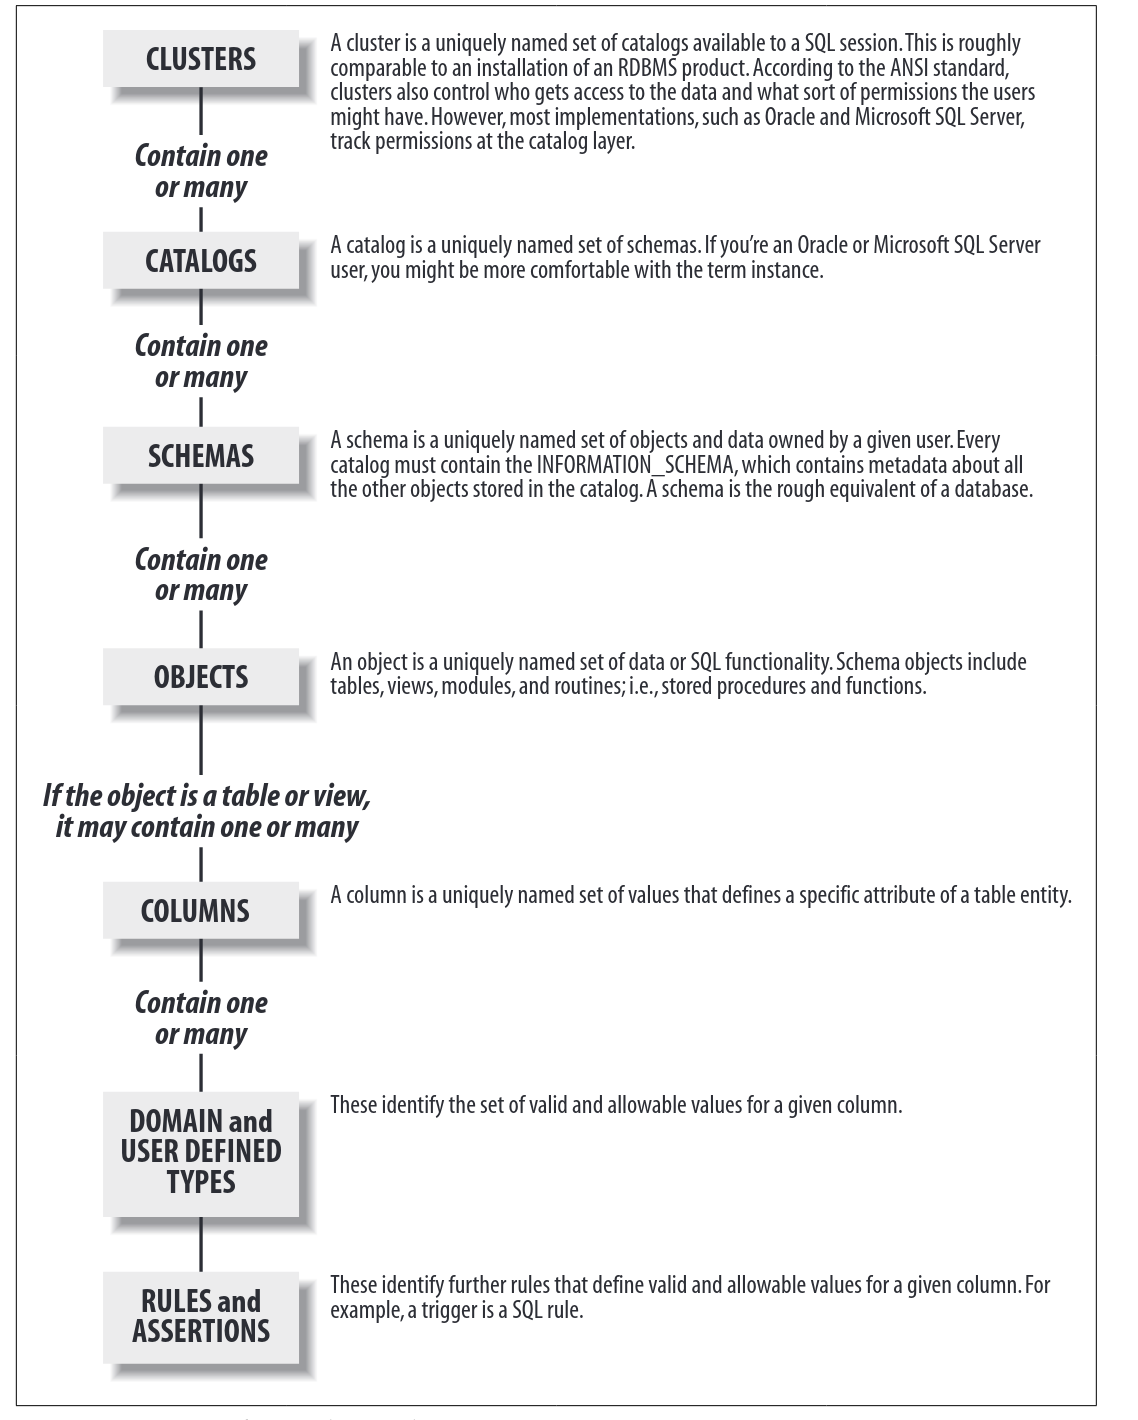 CLUSTERS
A cluster is a uniquely named set of catalogs available to a SQL session. This is roughly
comparable to an installation of an RDBMS product. According to the ANSI standard,
clusters also control who gets access to the data and what sort of permissions the users
might have. However, most implementations, such as Oracle and Microsoft SQL Server,
track permissions at the catalog layer.
Contain one
or many
CATALOGS
A catalog is a uniquely named set of schemas. If you’re an Oracle or Microsoft SQL Server
user, you might be more comfortable with the term instance.
Contain one
or many
SCHEMAS
A schema is a uniquely named set of objects and data owned by a given user. Every
catalog must contain the INFORMATION_SCHEMA, which contains metadata about all
the other objects stored in the catalog. A schema is the rough equivalent of a database.
Contain one
or many
OBJECTS
An object is a uniquely named set of data or SQL functionality. Schema objects include
tables, views, modules, and routines; i.e., stored procedures and functions.
If the object is a table or view,
it may contain one or many
COLUMNS
A column is a uniquely named set of values that defines a specific attribute of a table entity.
Contain one
or many
DOMAIN and
USER DEFINED
TYPES
These identify the set of valid and allowable values for a given column.
RULES and
ASSERTIONS
These identify further rules that define valid and allowable values for a given column. For
example, a trigger is a SQL rule.